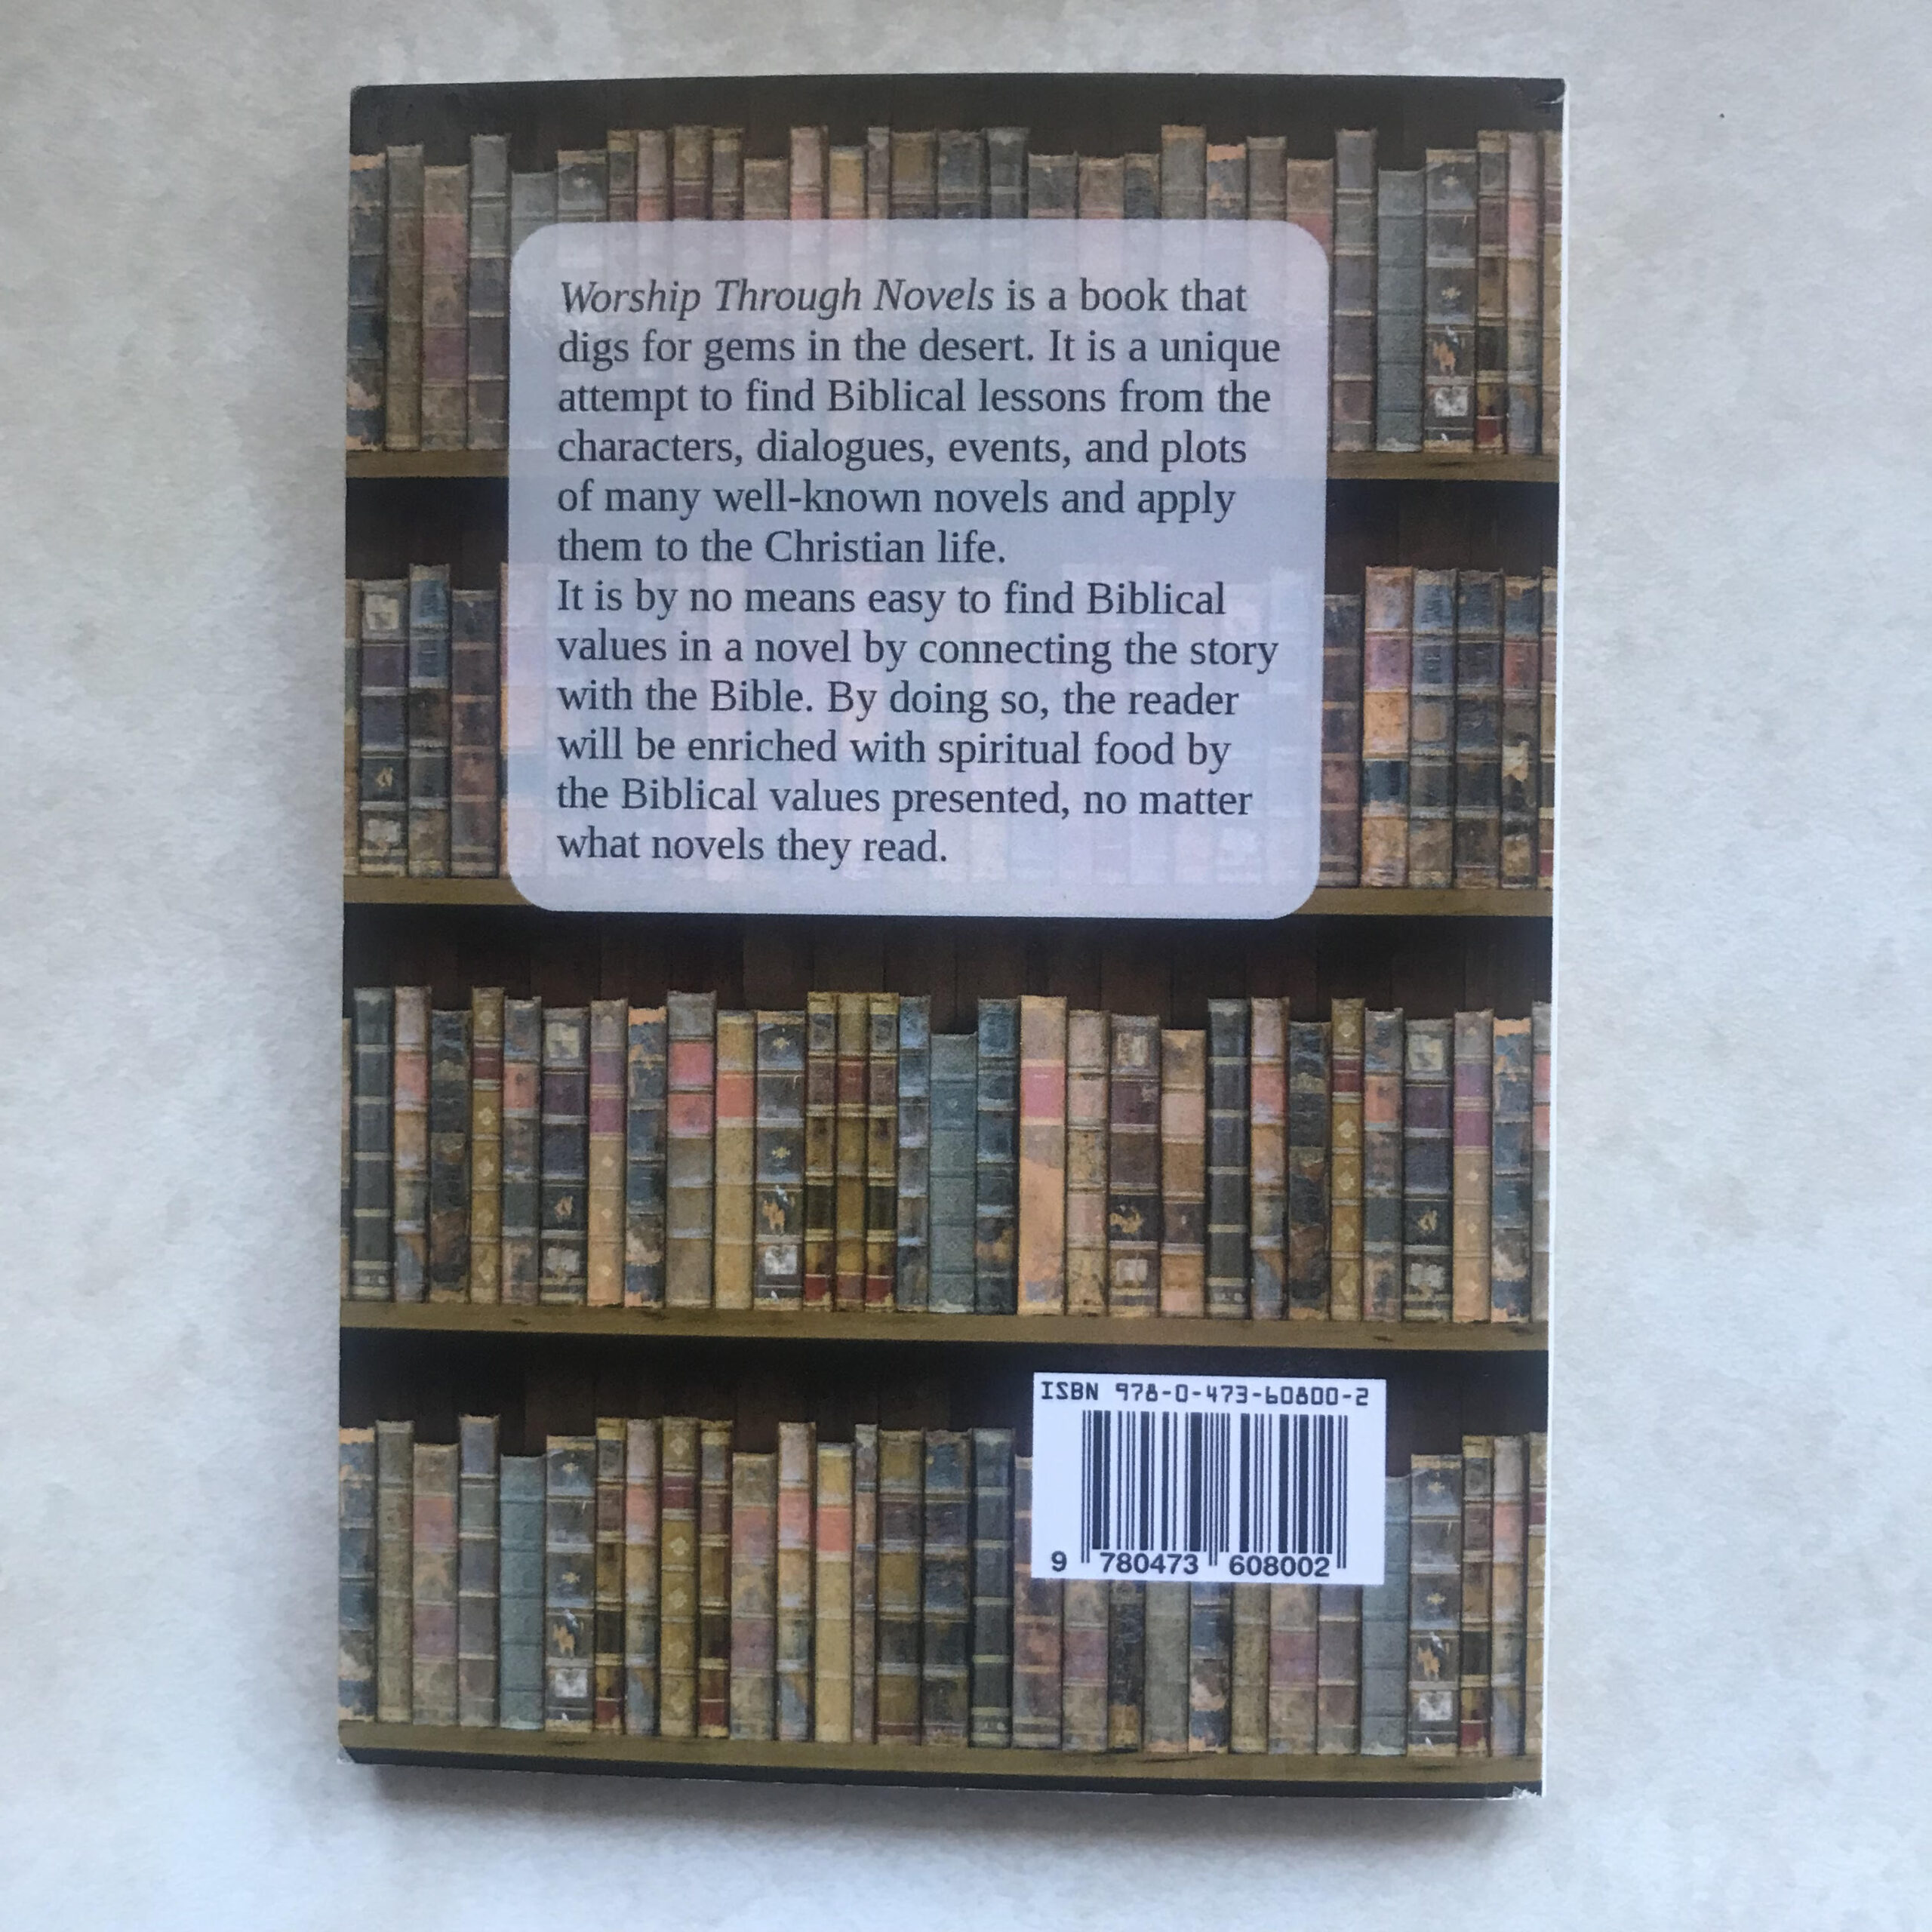 Worship Through Novels is a book that
digs for gems in the desert. It is a unique
attempt to find Biblical lessons from the
characters, dialogues, events, and plots
of many well-known novels and apply
them to the Christian life.
It is by no means easy to find Biblical
values in a novel by connecting the story
with the Bible. By doing so, the reader
will be enriched with spiritual food by
the Biblical values presented, no matter
what novels they read.
ISBN 978-0-473-60800-2
9 780473 608002